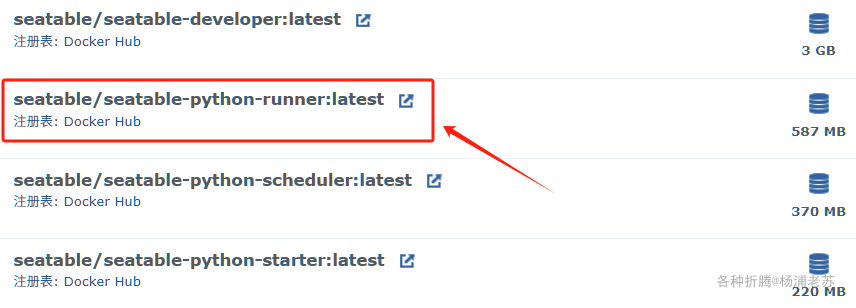 seatable/seatable-developer:latest
注册表: Docker Hub
3 GB
seatable/seatable-python-runner:latest
注册表: Docker Hub
587 MB
seatable/seatable-python-scheduler:latest
注册表: Docker Hub
370 MB
seatable/seatable-python-starter:latest
注册表: Docker Hub
220 MB
各种折腾@杨浦老苏